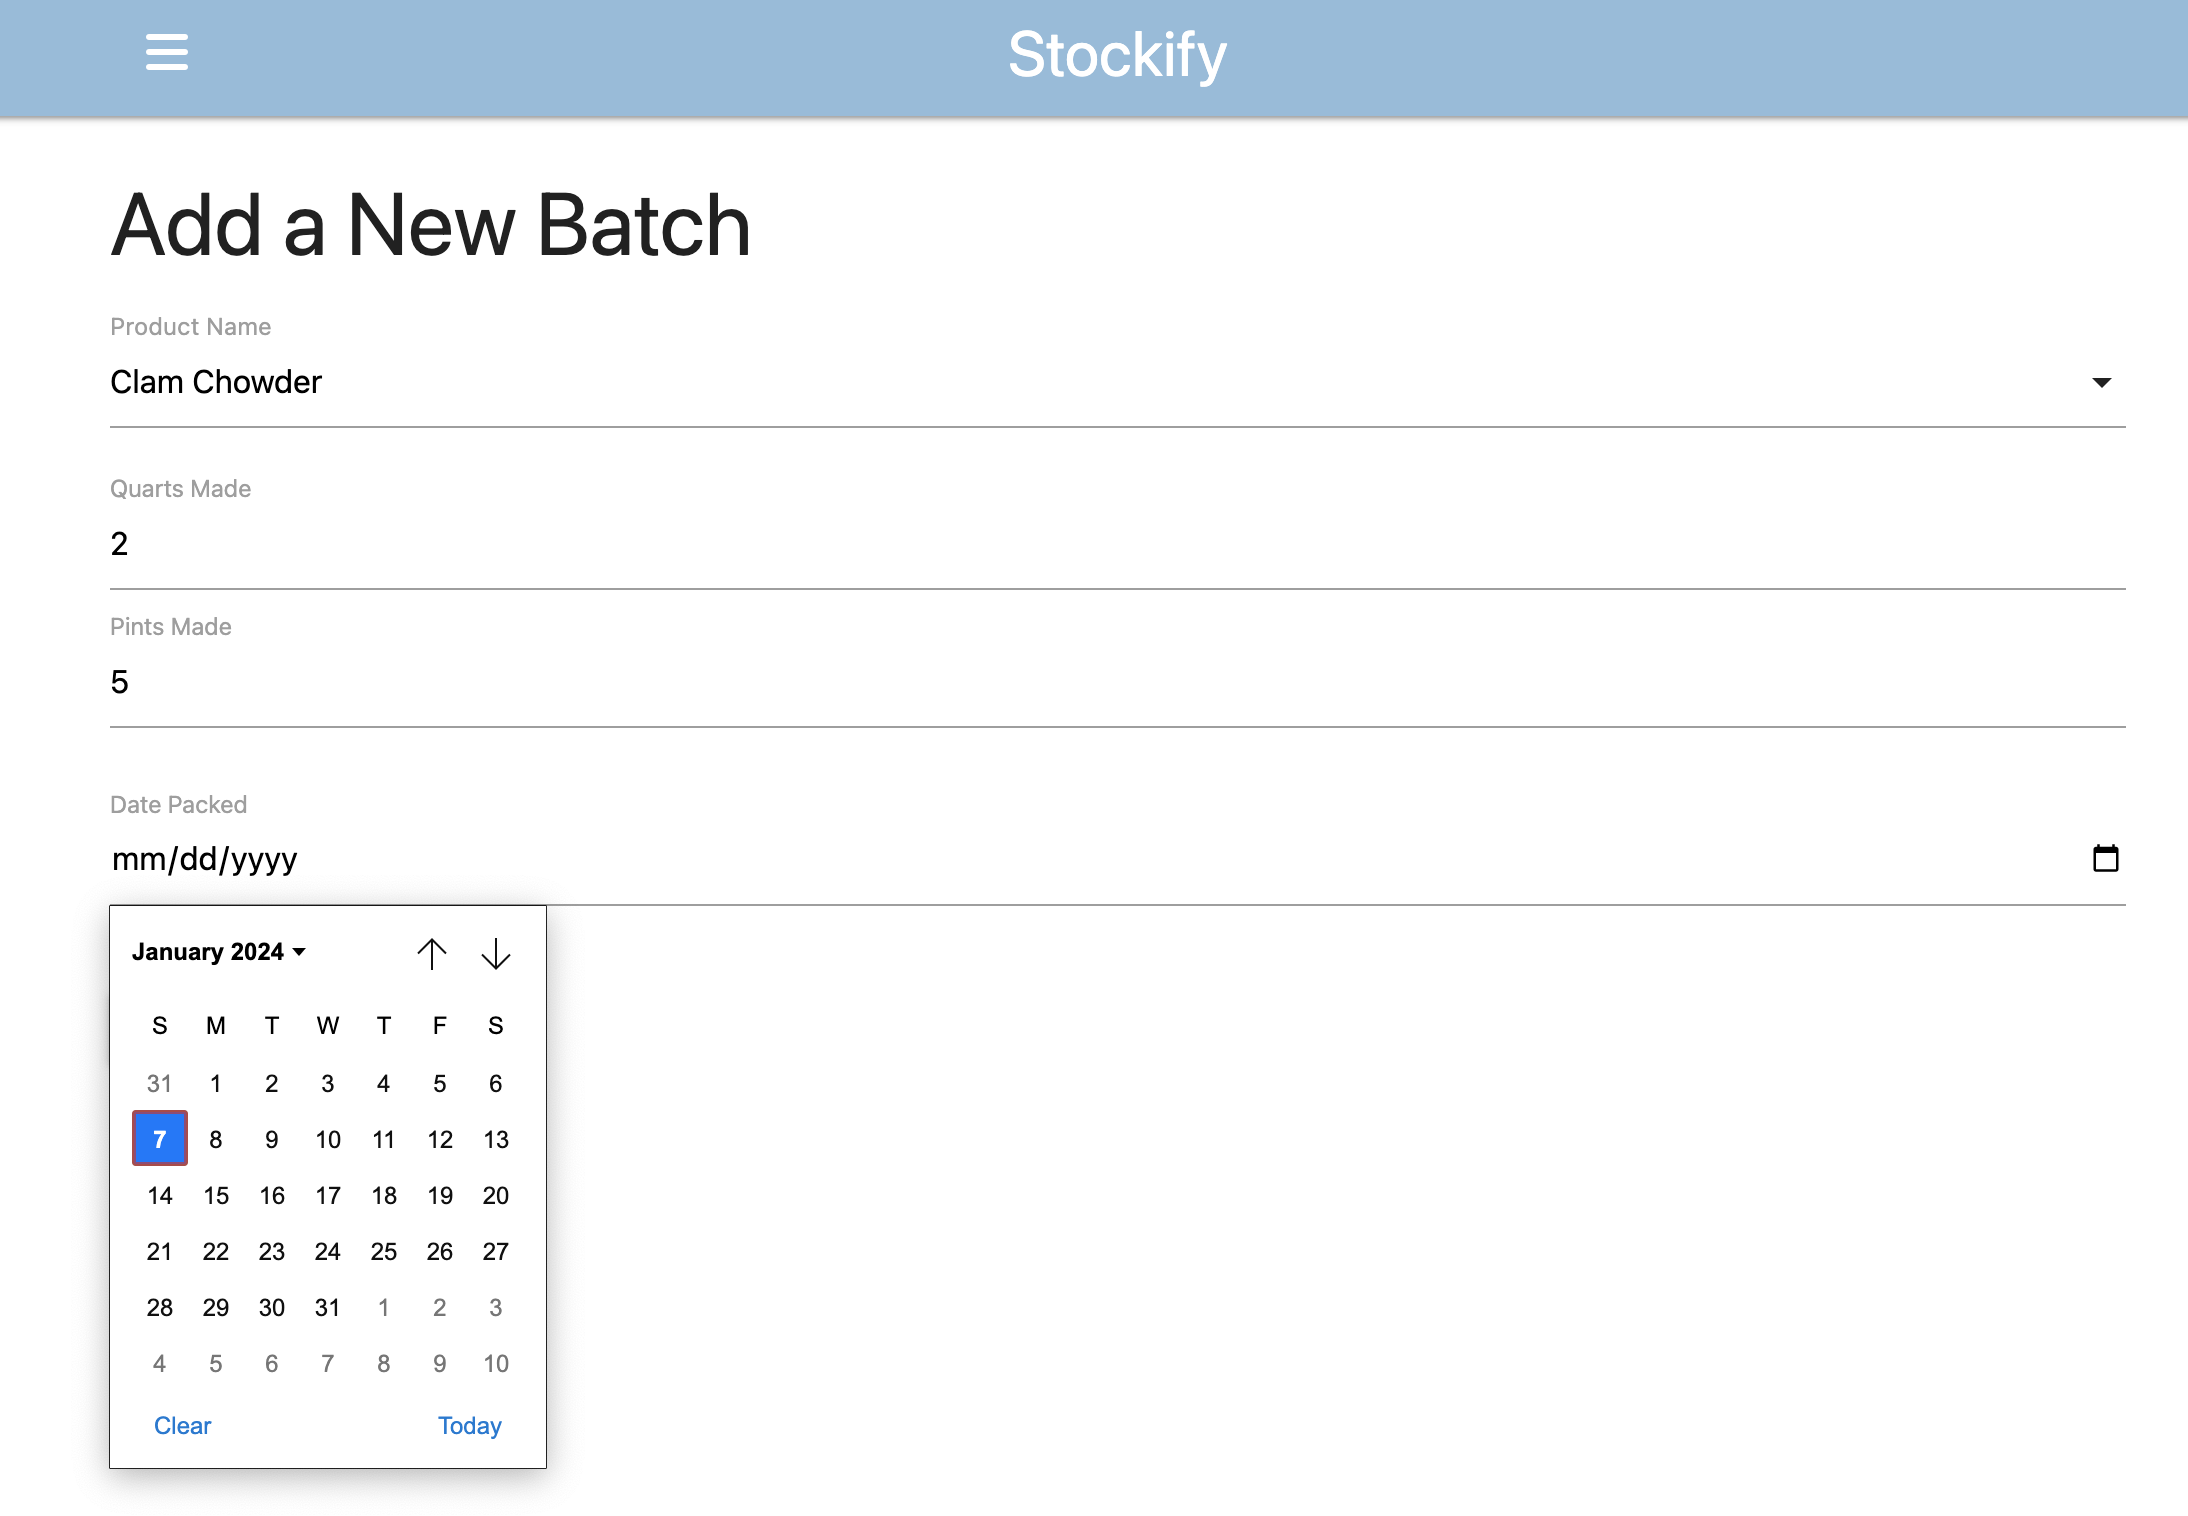 Stockify
Add a New Batch
Product Name
Clam Chowder
Quarts Made
2
Pints Made
5
Date Packed
mm/dd/yyyy
January 2024
S M T W T F S
31 1 2 3 4 5 6
7 8 9 10 11 12 13
14 15 16 17 18 19 20
21 22 23 24 25 26 27
28 29 30 31 1 2 3
4 5 6 7 8 9 10
Clear Today